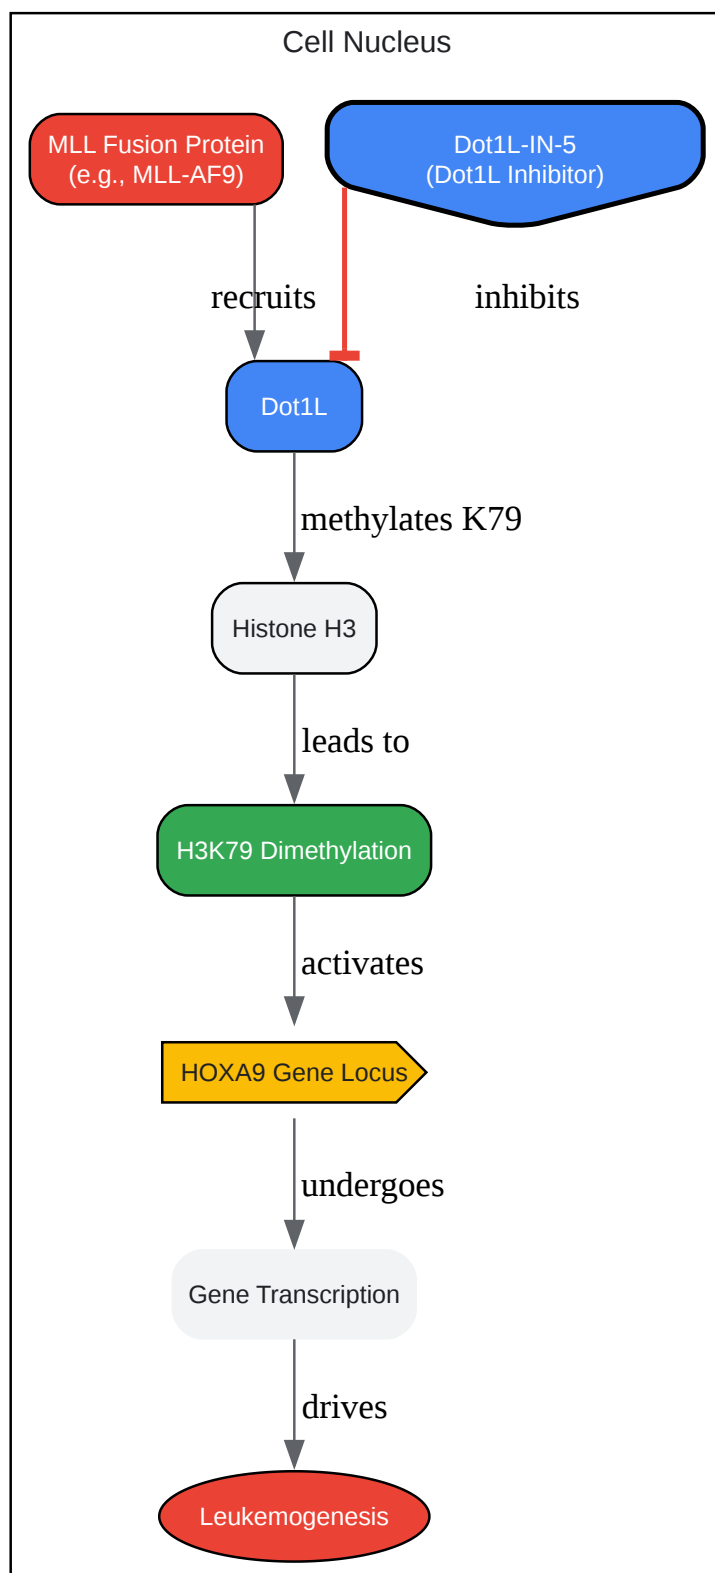 Cell Nucleus
MLL Fusion Protein
(e.g., MLL-AF9)
Dot1L-IN-5
(Dot1L Inhibitor)
recruits
inhibits
Dot1L
methylates K79
Histone H3
leads to
H3K79 Dimethylation
activates
HOXA9 Gene Locus
undergoes
Gene Transcription
drives
Leukemogenesis